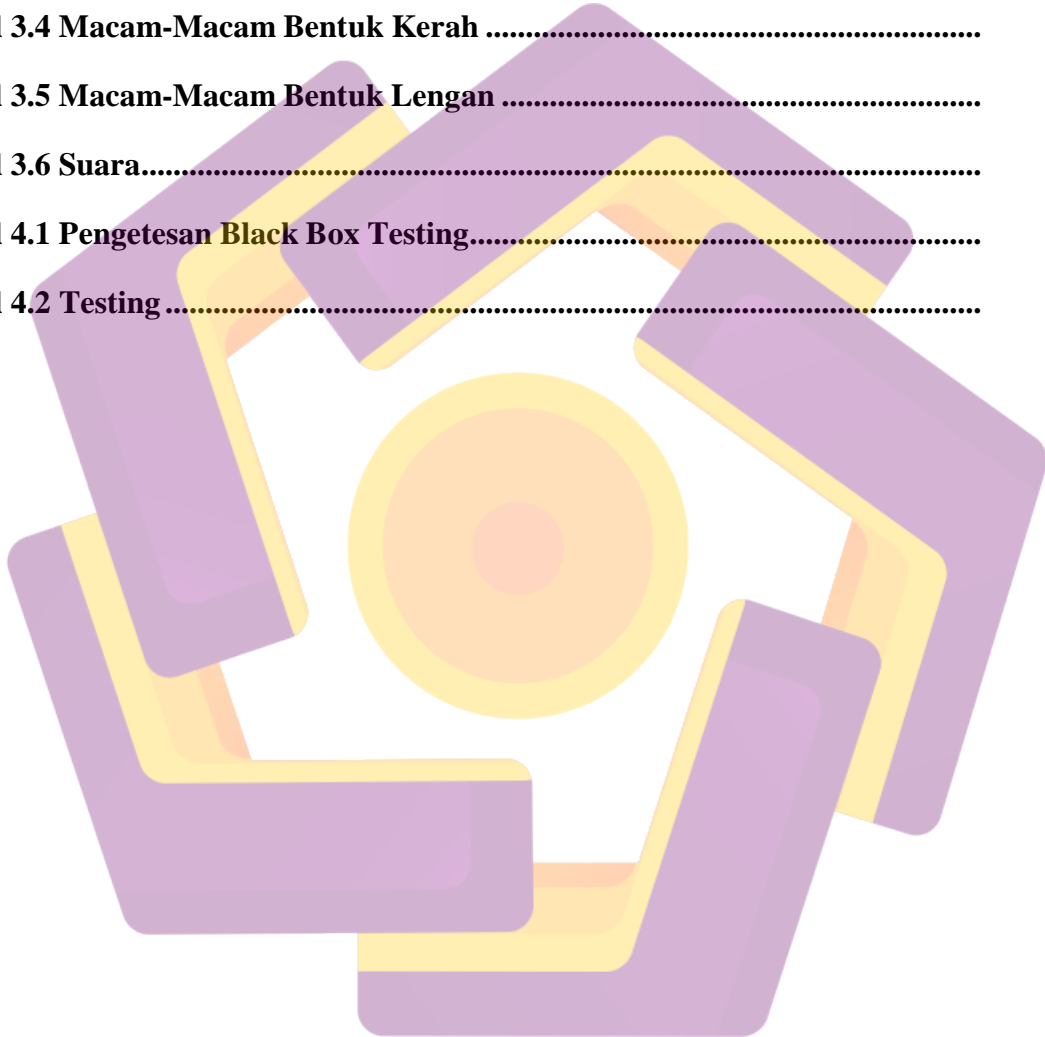 l 3.4 Macam-Macam Bentuk Kerah ..............................................................
l 3.5 Macam-Macam Bentuk Lengan ............................................................
l 3.6 Suara.........................................................................................................
l 4.1 Pengetesan Black Box Testing................................................................
l 4.2 Testing ......................................................................................................